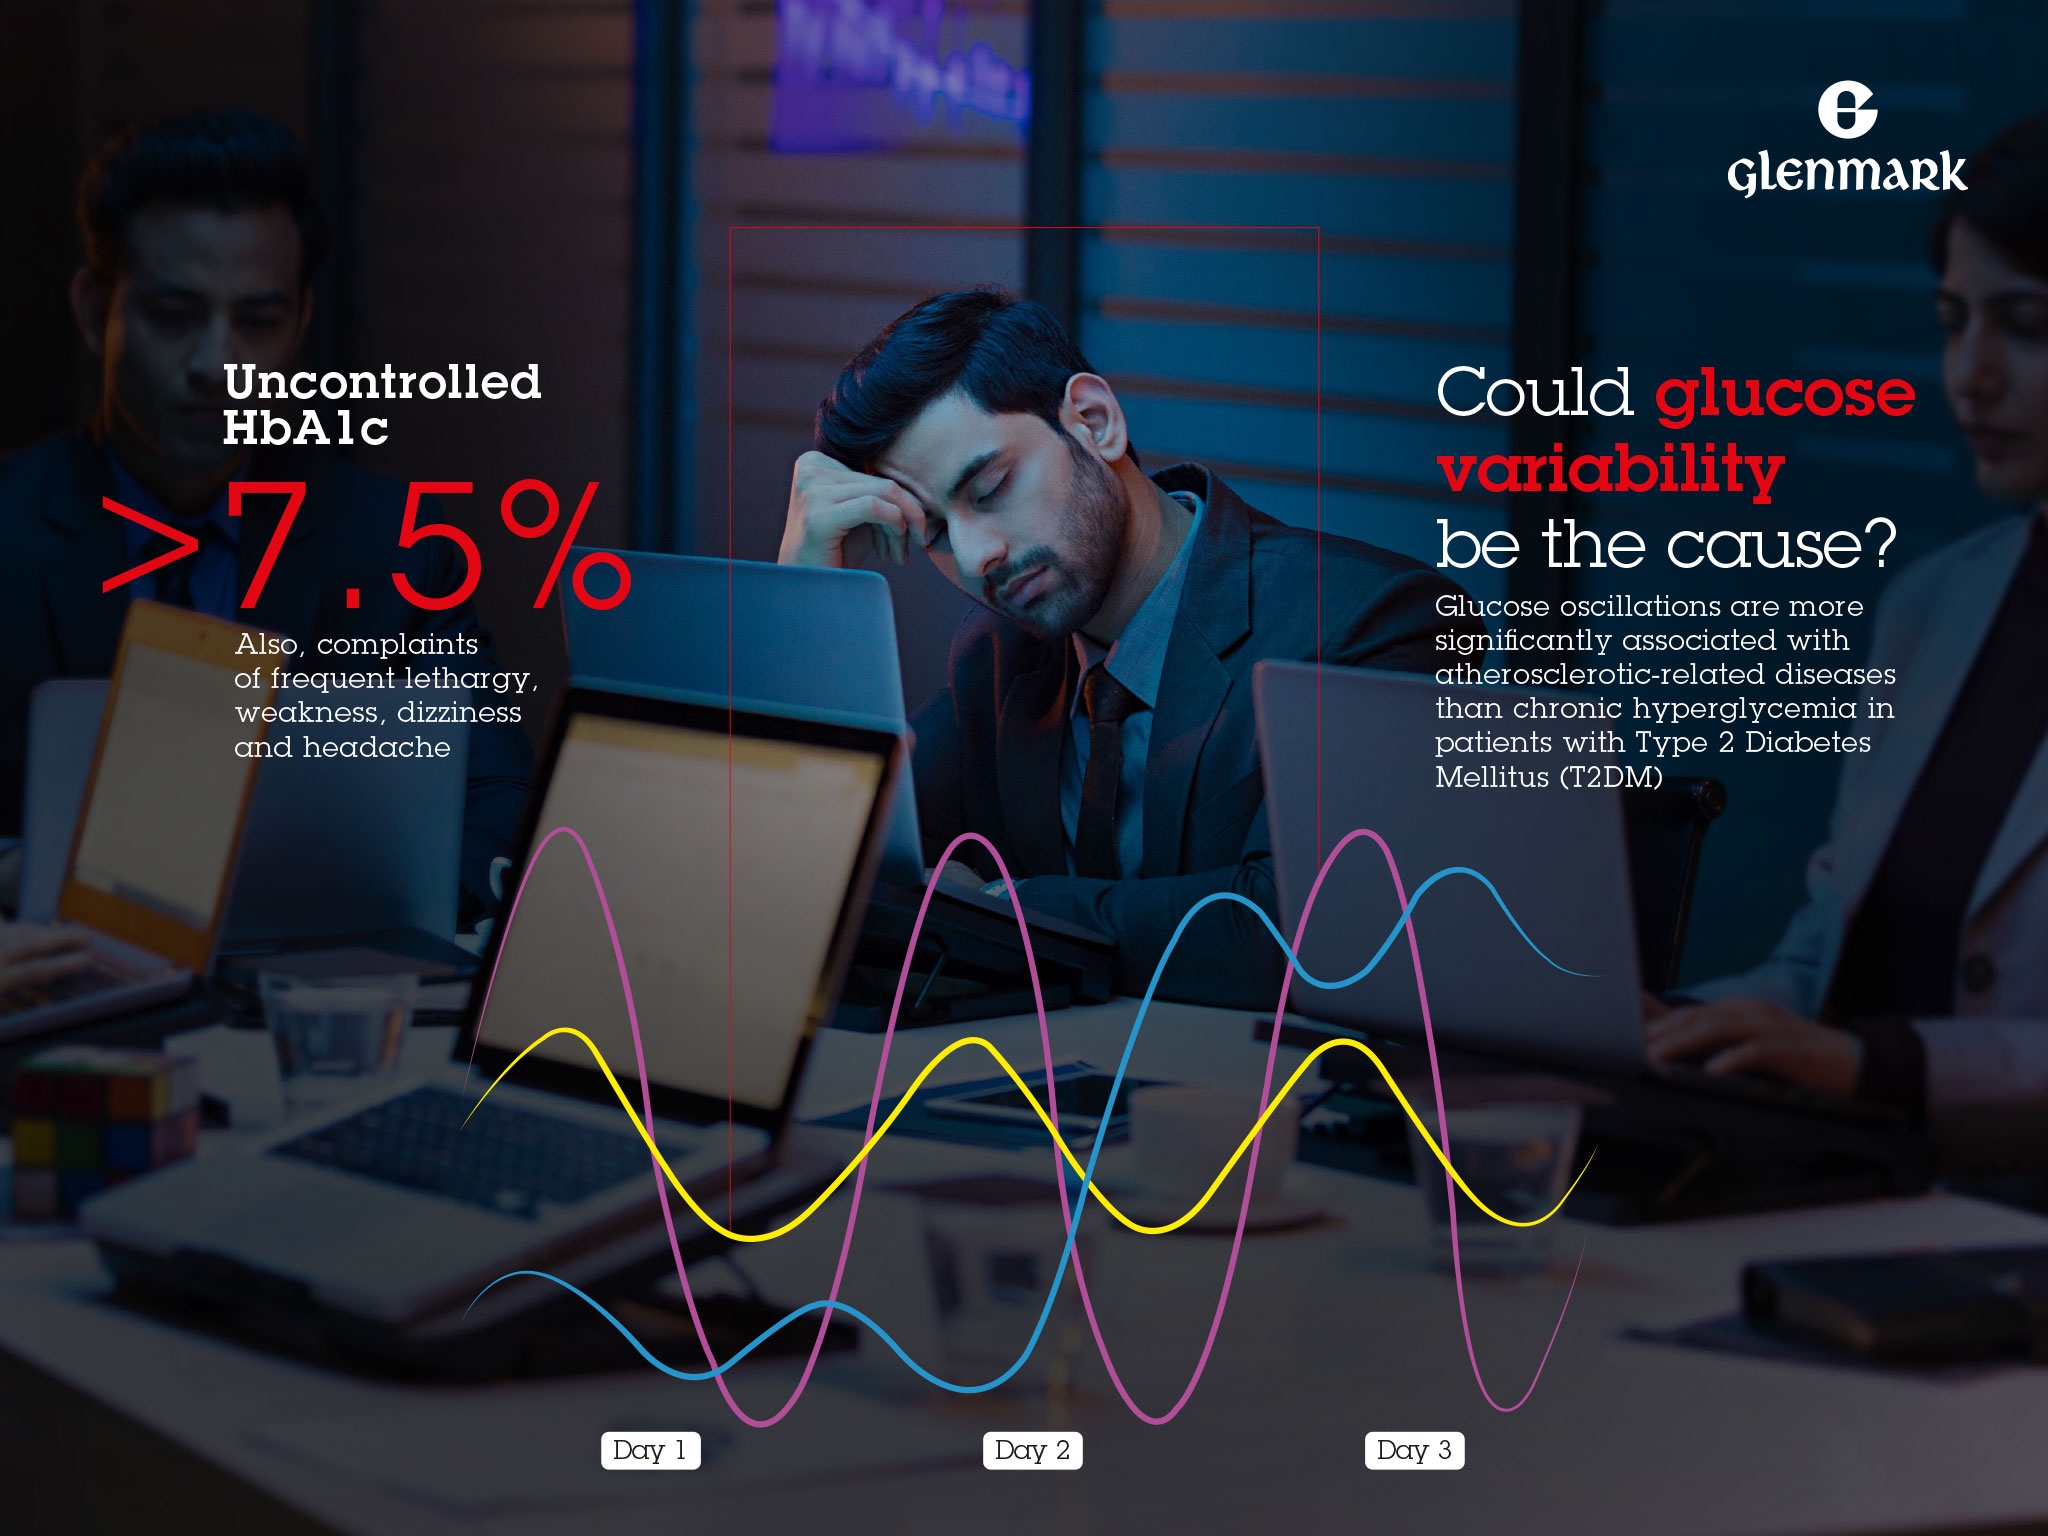 GLENMARK
Uncontrolled
HbA1c
>7.5%
Also, complaints
of frequent lethargy,
weakness, dizziness
and headache
Could glucose
variability
be the cause?
Glucose oscillations are more
significantly associated with
atherosclerotic-related diseases
than chronic hyperglycemia in
patients with Type 2 Diabetes
Mellitus (T2DM)
Day 1
Day 2
Day 3